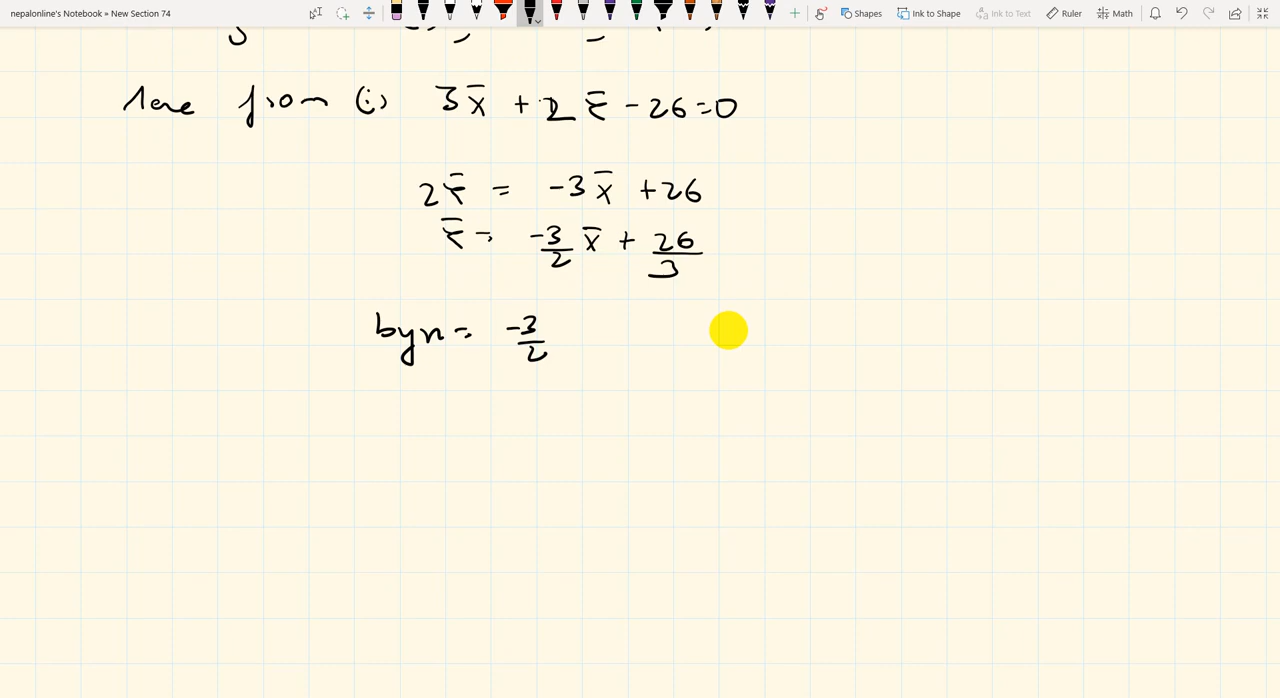 nepalonline's Notebook » New Section 74
Shapes
Ink to Shape
Ink to Text
Ruler
Math
from (i) 3x̄ + 2ȳ - 26 = 0
2ȳ = -3x̄ + 26
ȳ = -3/2 x̄ + 26/3
byx = -3/2